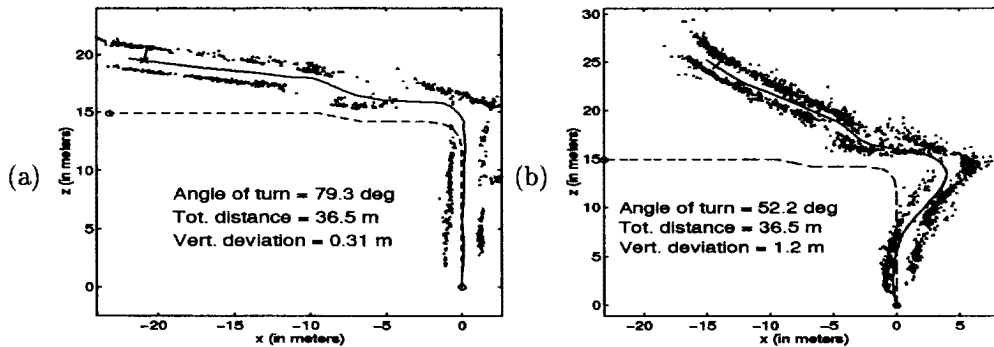 (a)
z (in meters)
20
15
10
5
0
Angle of turn = 79.3 deg
Tot. distance = 36.5 m
Vert. deviation = 0.31 m
−20
−15
−10
−5
0
x (in meters)
(b)
z (in meters)
30
25
20
15
10
5
0
Angle of turn = 52.2 deg
Tot. distance = 36.5 m
Vert. deviation = 1.2 m
−20
−15
−10
−5
0
5
x (in meters)